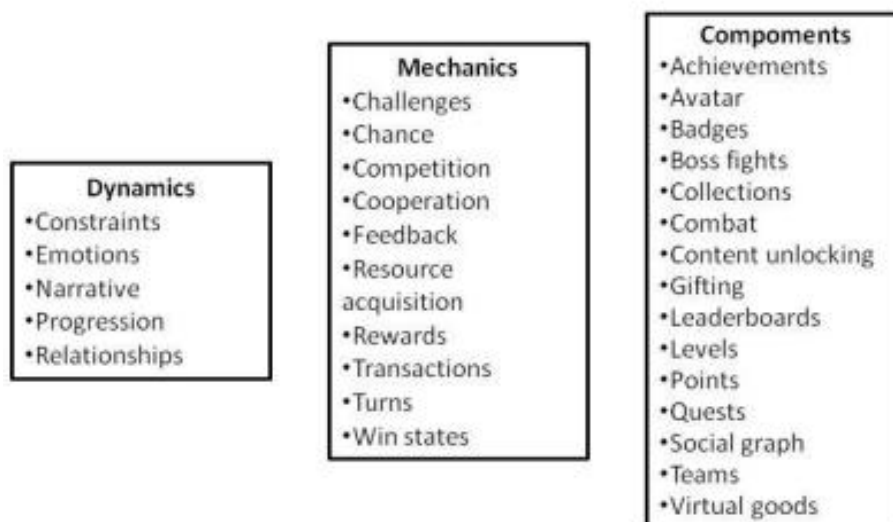 Dynamics
•Constraints
•Emotions
•Narrative
•Progression
•Relationships
Mechanics
•Challenges
•Chance
•Competition
•Cooperation
•Feedback
•Resource
acquisition
•Rewards
•Transactions
•Turns
•Win states
Compoments
•Achievements
•Avatar
•Badges
•Boss fights
•Collections
•Combat
•Content unlocking
•Gifting
•Leaderboards
•Levels
•Points
•Quests
•Social graph
•Teams
•Virtual goods